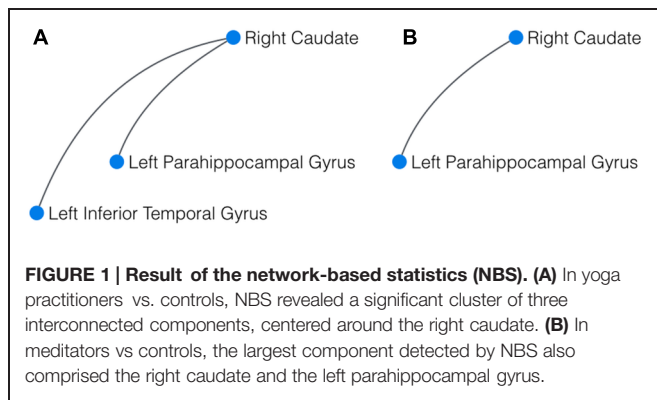 A
Right Caudate
Left Parahippocampal Gyrus
Left Inferior Temporal Gyrus
B
Right Caudate
Left Parahippocampal Gyrus
FIGURE 1 | Result of the network-based statistics (NBS). (A) In yoga
practitioners vs. controls, NBS revealed a significant cluster of three
interconnected components, centered around the right caudate. (B) In
meditators vs controls, the largest component detected by NBS also
comprised the right caudate and the left parahippocampal gyrus.